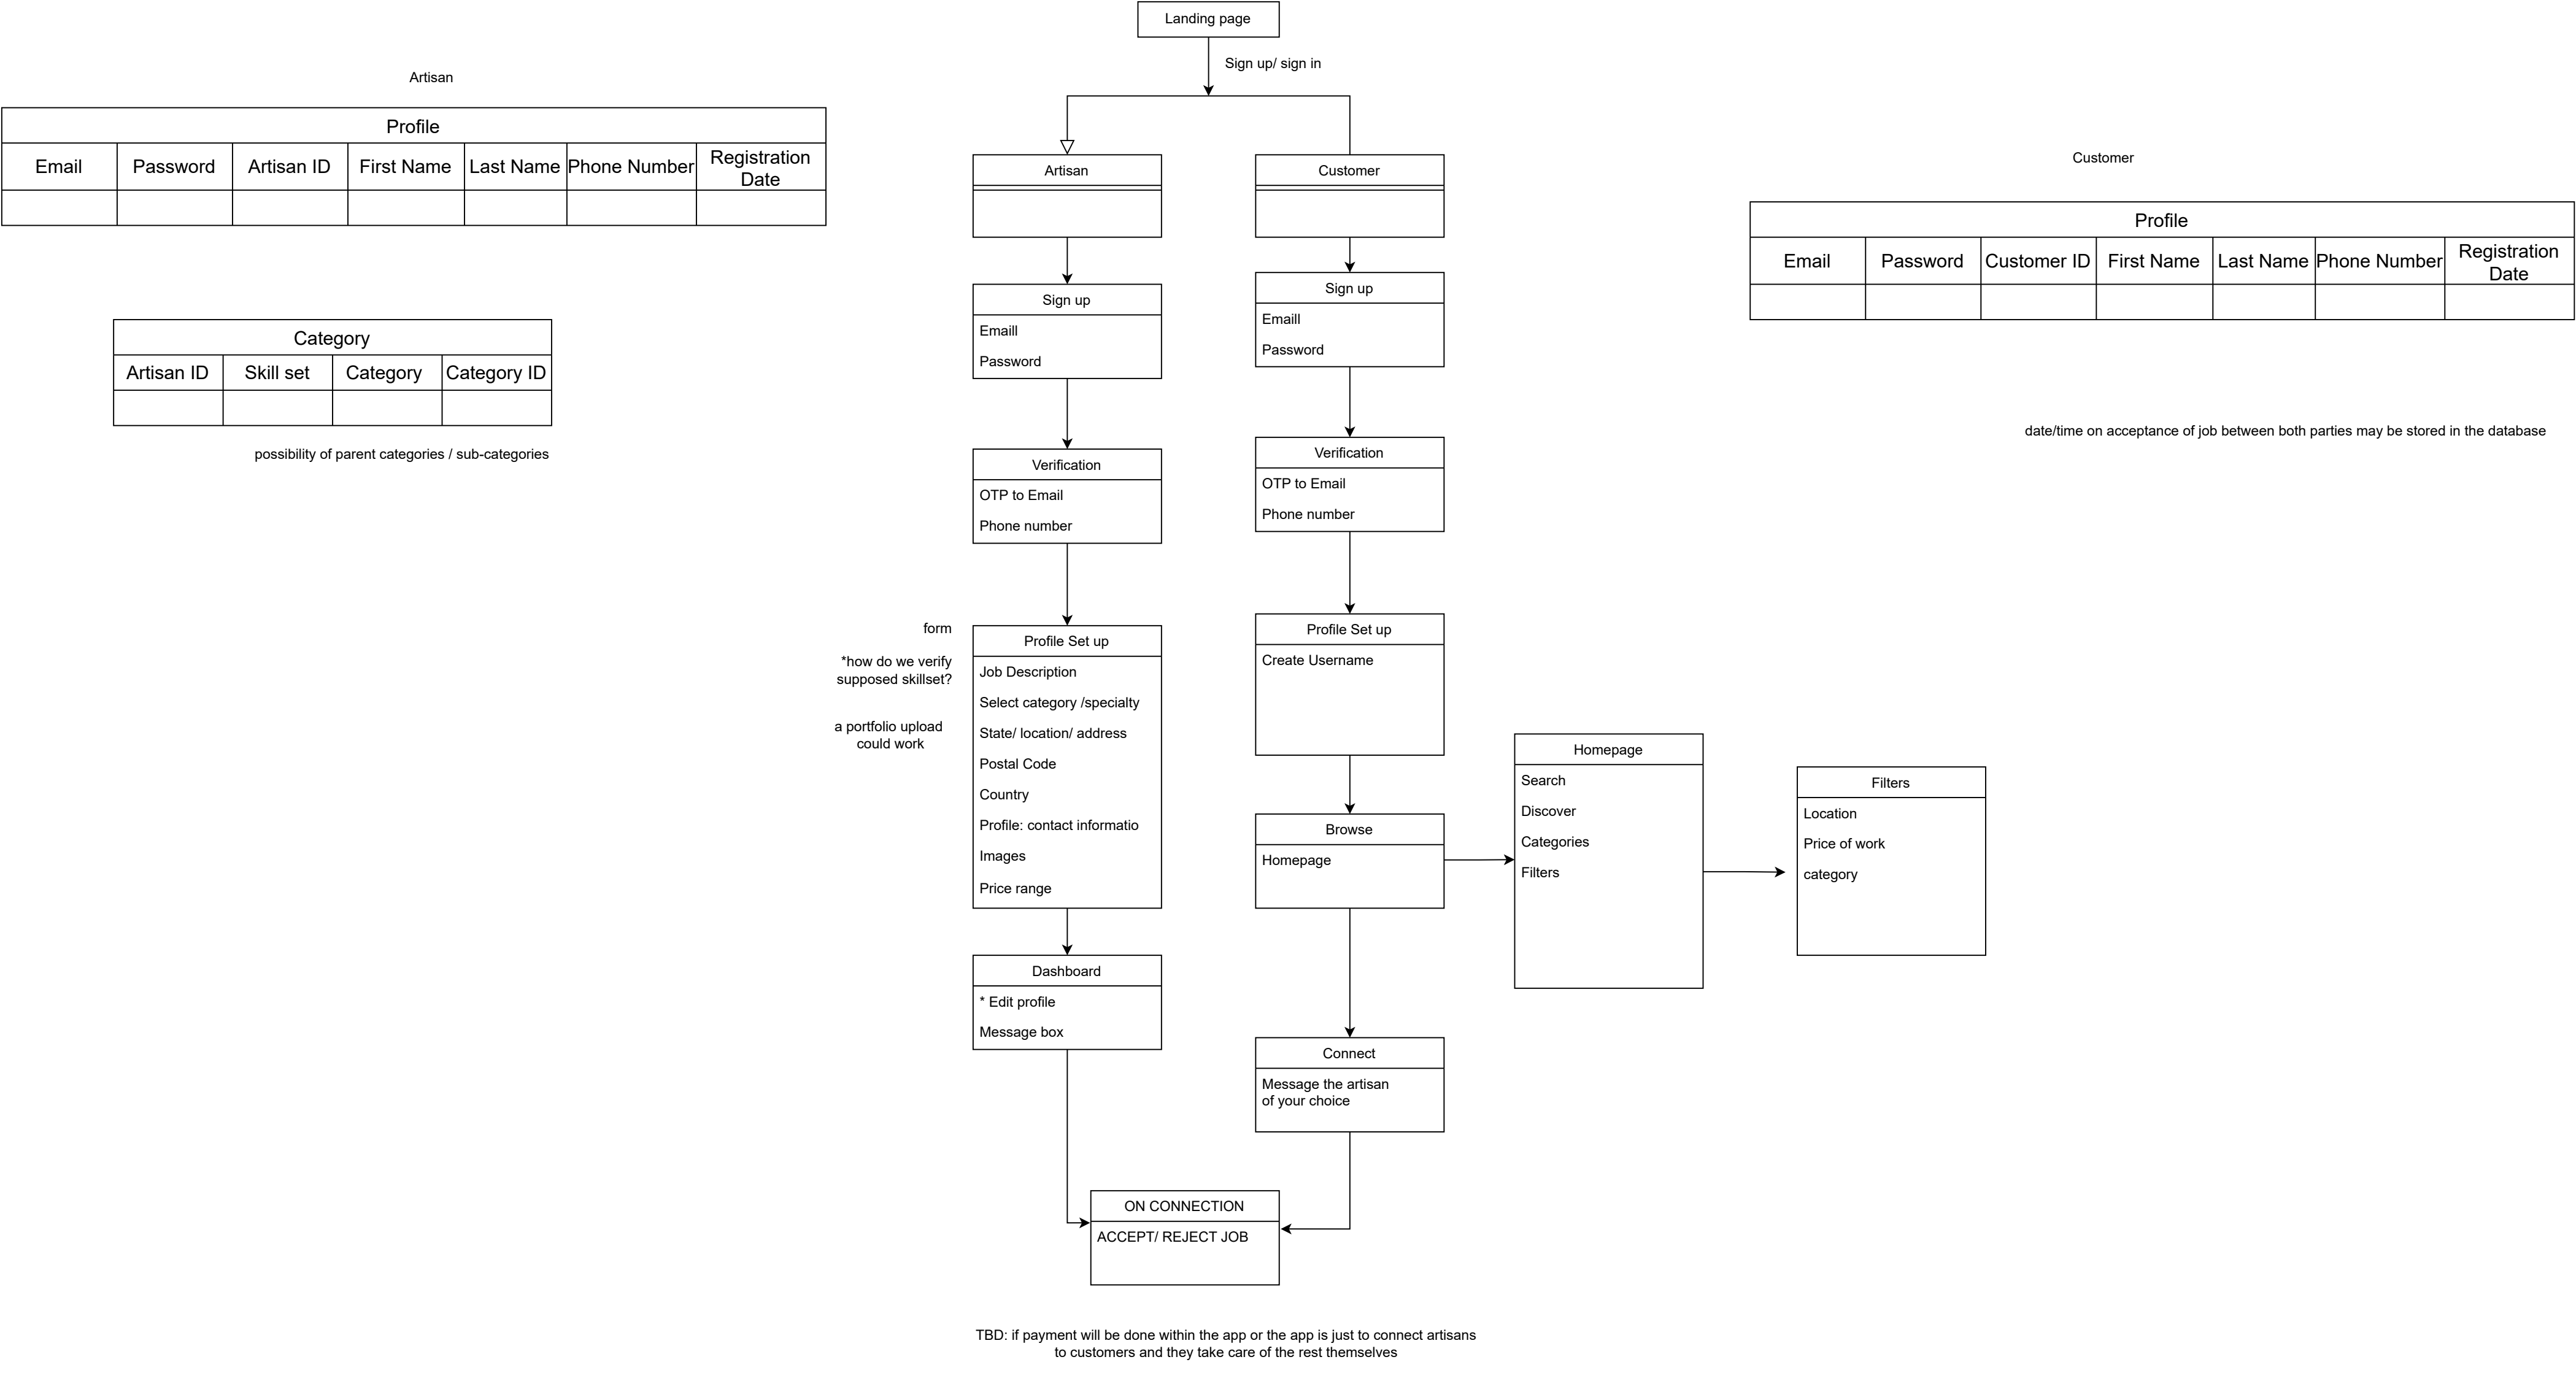 Landing page
Sign up/ sign in
Artisan
Profile
Email
Password
Artisan ID
First Name
Last Name
Phone Number
Registration
Date
Category
Artisan ID
Skill set
Category
Category ID
possibility of parent categories / sub-categories
Artisan
Sign up
Emaill
Password
Verification
OTP to Email
Phone number
form
*how do we verify
supposed skillset?
a portfolio upload
could work
Profile Set up
Job Description
Select category /specialty
State/ location/ address
Postal Code
Country
Profile: contact informatio
Images
Price range
Dashboard
* Edit profile
Message box
Customer
Sign up
Emaill
Password
Verification
OTP to Email
Phone number
Profile Set up
Create Username
Browse
Homepage
Homepage
Search
Discover
Categories
Filters
Filters
Location
Price of work
category
Connect
Message the artisan
of your choice
ON CONNECTION
ACCEPT/ REJECT JOB
TBD: if payment will be done within the app or the app is just to connect artisans
to customers and they take care of the rest themselves
Customer
Profile
Email
Password
Customer ID
First Name
Last Name
Phone Number
Registration
Date
date/time on acceptance of job between both parties may be stored in the database